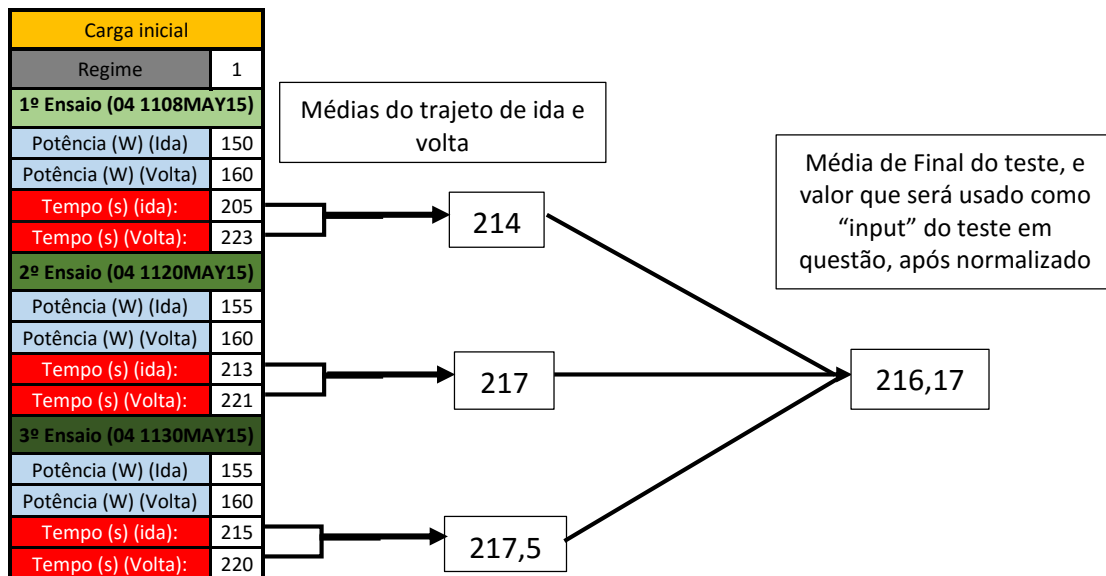 Carga inicial
Regime 1
1º Ensaio (04 1108MAY15)
Potência (W) (Ida) 150
Potência (W) (Volta) 160
Tempo (s) (ida): 205
Tempo (s) (Volta): 223
2º Ensaio (04 1120MAY15)
Potência (W) (Ida) 155
Potência (W) (Volta) 160
Tempo (s) (ida): 213
Tempo (s) (Volta): 221
3º Ensaio (04 1130MAY15)
Potência (W) (Ida) 155
Potência (W) (Volta) 160
Tempo (s) (ida): 215
Tempo (s) (Volta): 220
Médias do trajeto de ida e
volta
214
217
217,5
Média de Final do teste, e
valor que será usado como
“input” do teste em
questão, após normalizado
216,17